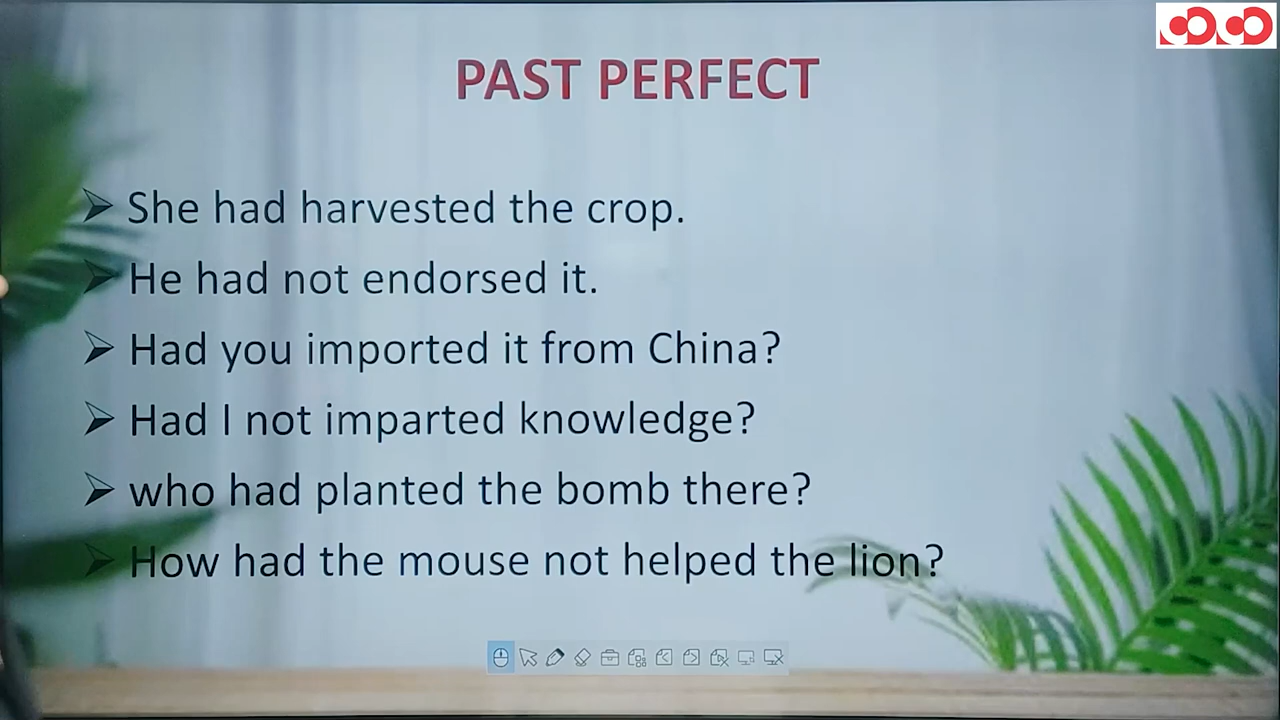 PAST PERFECT
She had harvested the crop.
He had not endorsed it.
Had you imported it from China?
Had I not imparted knowledge?
who had planted the bomb there?
How had the mouse not helped the lion?